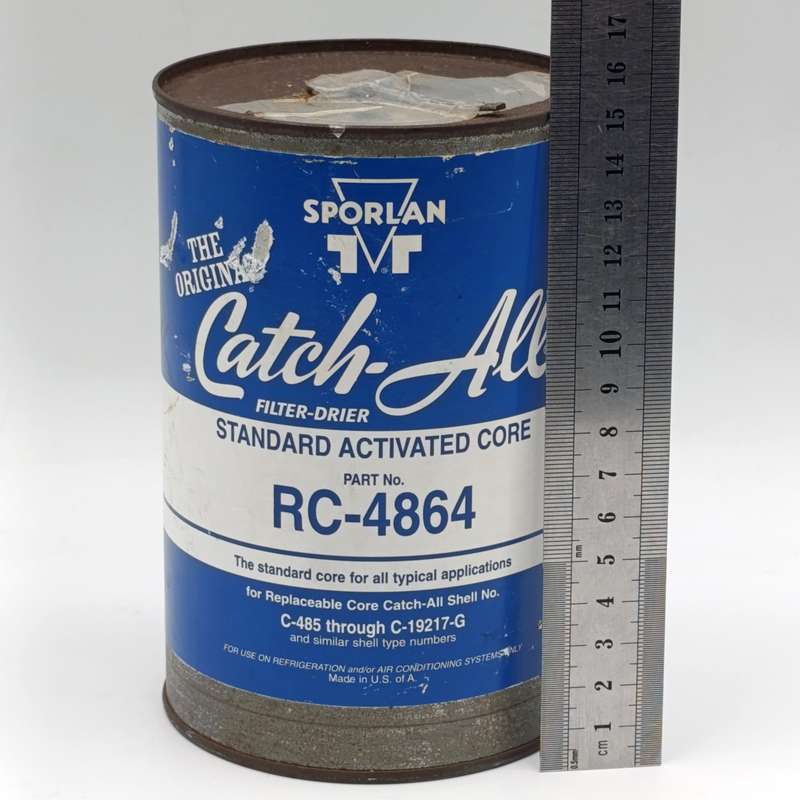 SPORLAN
THE
ORIGINAL
Catch-All
FILTER-DRIER
STANDARD ACTIVATED CORE
PART No.
RC-4864
The standard core for all typical applications
for Replaceable Core Catch-All Shell No.
C-485 through C-19217-G
and similar shell type numbers
FOR USE ON REFRIGERATION and/or AIR CONDITIONING SYSTEMS ONLY
Made in U.S. of A.
17
16
15
14
13
12
11
10
9
8
7
6
mm
5
4
3
2
1
cm
0.5mm